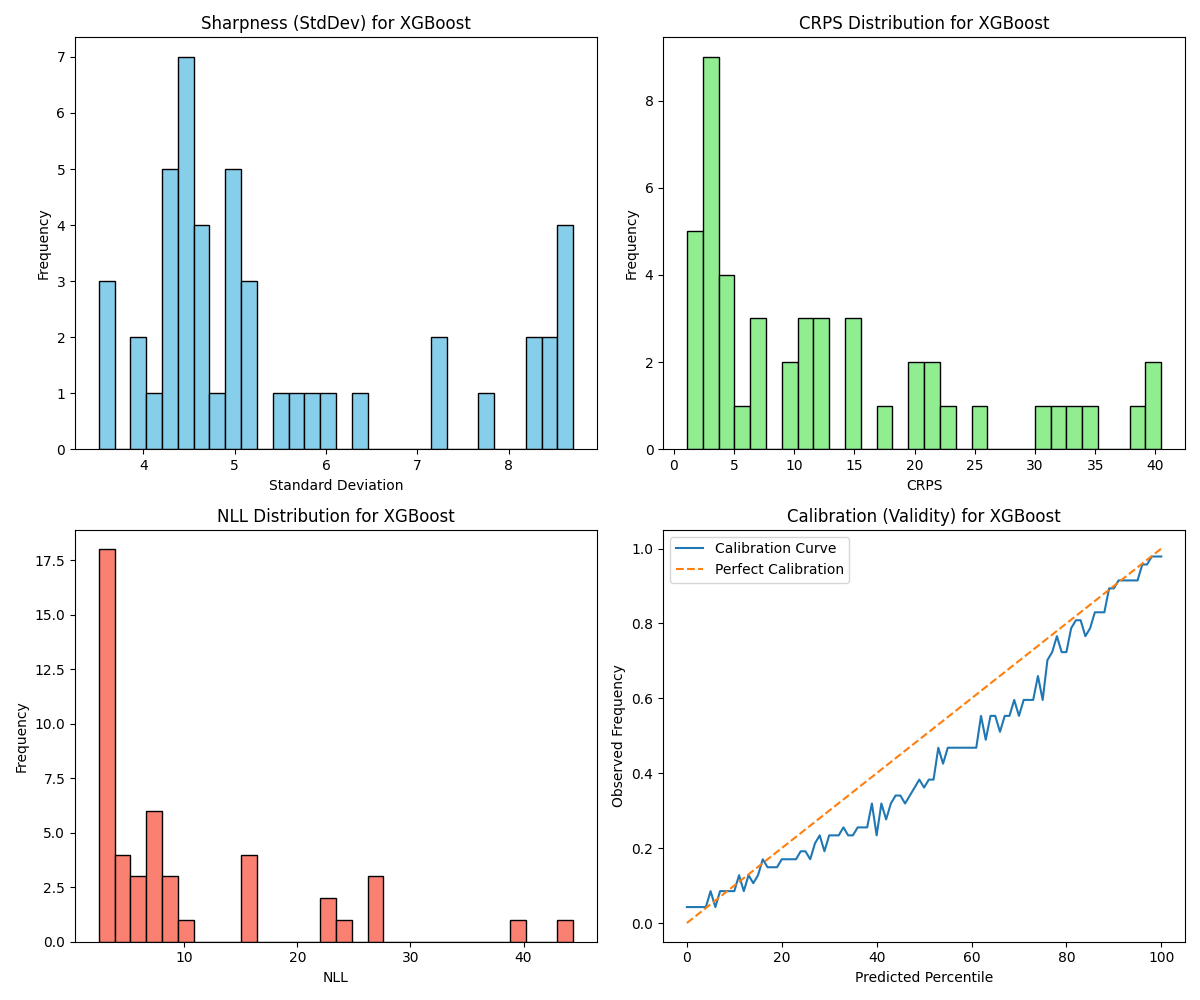 Sharpness (StdDev) for XGBoost
7
6
5
4
3
2
1
0
Frequency
4 5 6 7 8
Standard Deviation
CRPS Distribution for XGBoost
8
6
4
2
0
Frequency
0 5 10 15 20 25 30 35 40
CRPS
NLL Distribution for XGBoost
17.5
15.0
12.5
10.0
7.5
5.0
2.5
0.0
Frequency
10 20 30 40
NLL
Calibration (Validity) for XGBoost
Calibration Curve
Perfect Calibration
1.0
0.8
0.6
0.4
0.2
0.0
Observed Frequency
0 20 40 60 80 100
Predicted Percentile